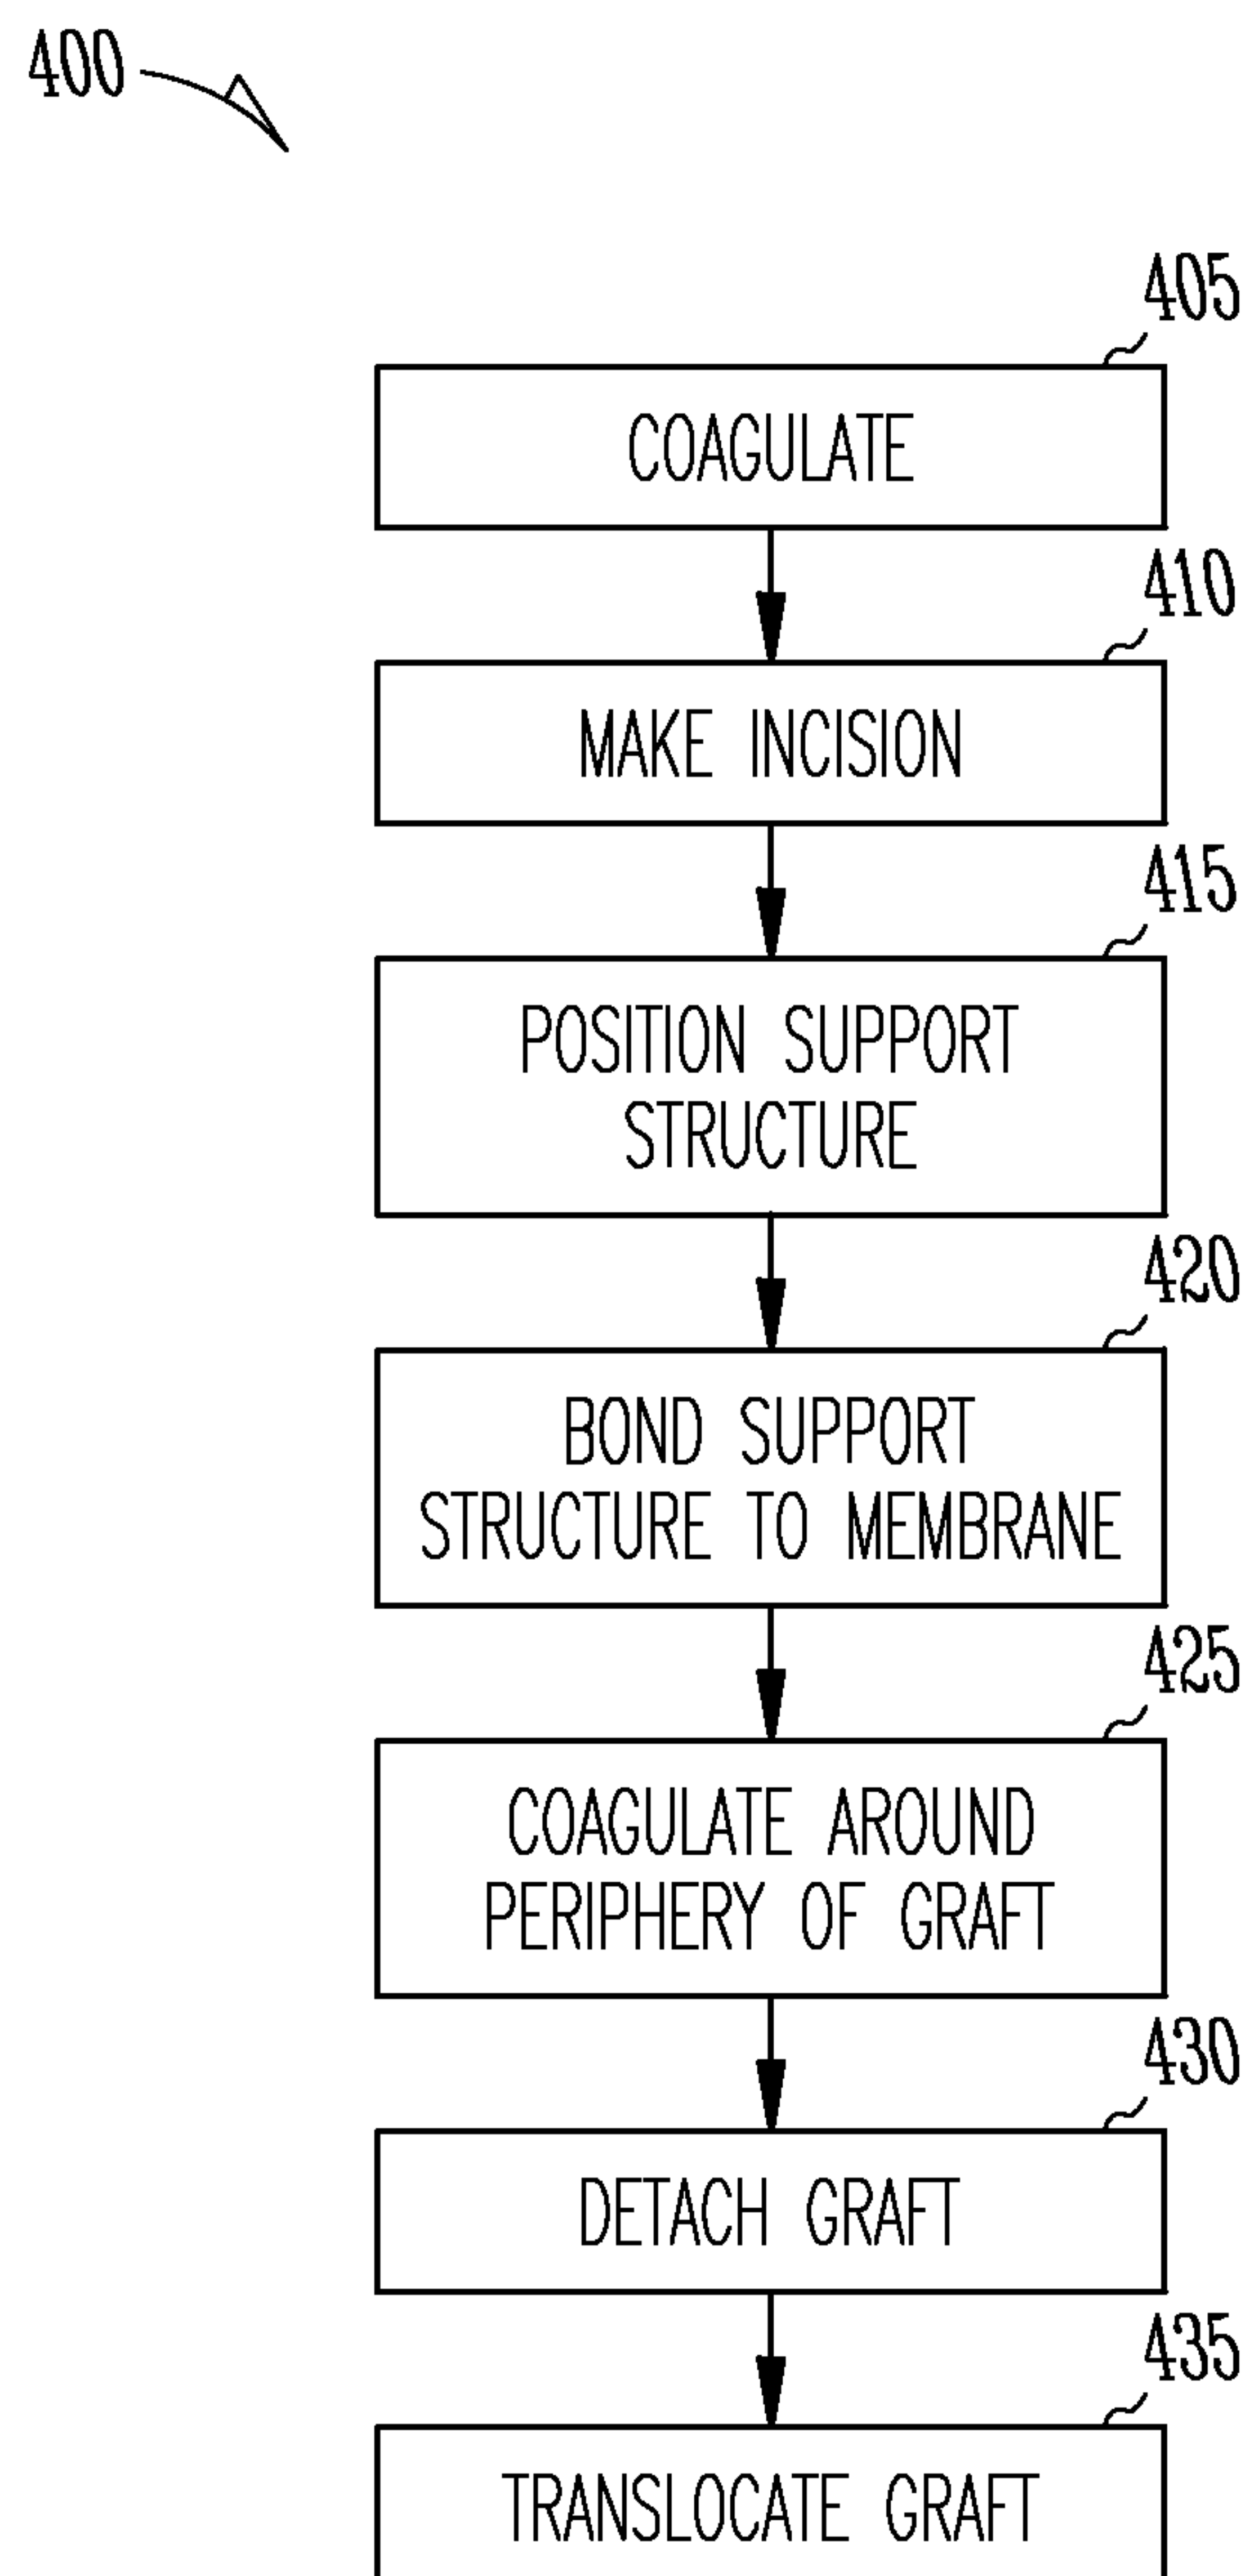 400
405
COAGULATE
410
MAKE INCISION
415
POSITION SUPPORT
STRUCTURE
420
BOND SUPPORT
STRUCTURE TO MEMBRANE
425
COAGULATE AROUND
PERIPHERY OF GRAFT
430
DETACH GRAFT
435
TRANSLOCATE GRAFT